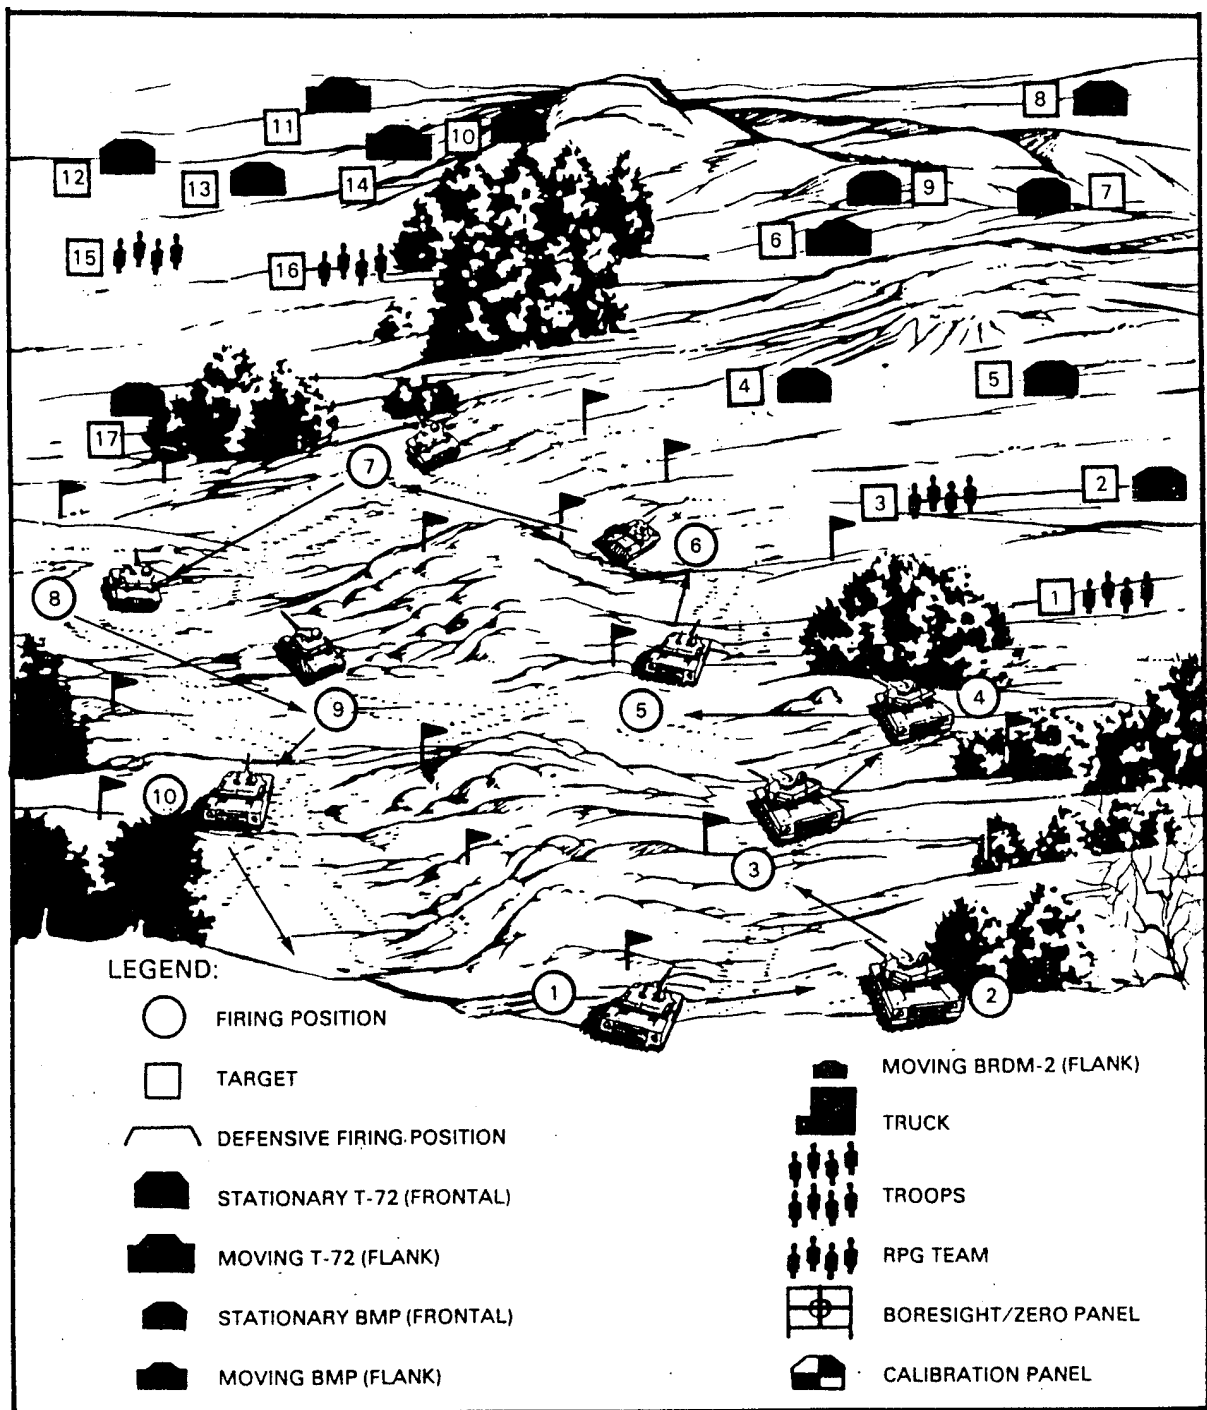 8
11
10
12
13
14
9
7
6
15
16
4
5
17
7
2
3
6
1
8
4
9
5
10
3
1
2
LEGEND:
FIRING POSITION
TARGET
DEFENSIVE FIRING POSITION
STATIONARY T-72 (FRONTAL)
MOVING T-72 (FLANK)
STATIONARY BMP (FRONTAL)
MOVING BMP (FLANK)
MOVING BRDM-2 (FLANK)
TRUCK
TROOPS
RPG TEAM
BORESIGHT/ZERO PANEL
CALIBRATION PANEL